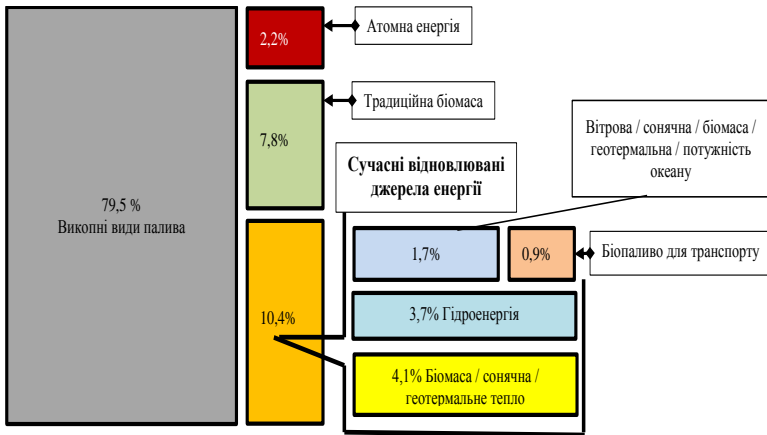 79,5 %
Викопні види палива
2,2%
Атомна енергія
7,8%
Традиційна біомаса
10,4%
Сучасні відновлювані
джерела енергії
Вітрова / сонячна / біомаса /
геотермальна / потужність
океану
1,7%
0,9%
Біопаливо для транспорту
3,7% Гідроенергія
4,1% Біомаса / сонячна /
геотермальне тепло